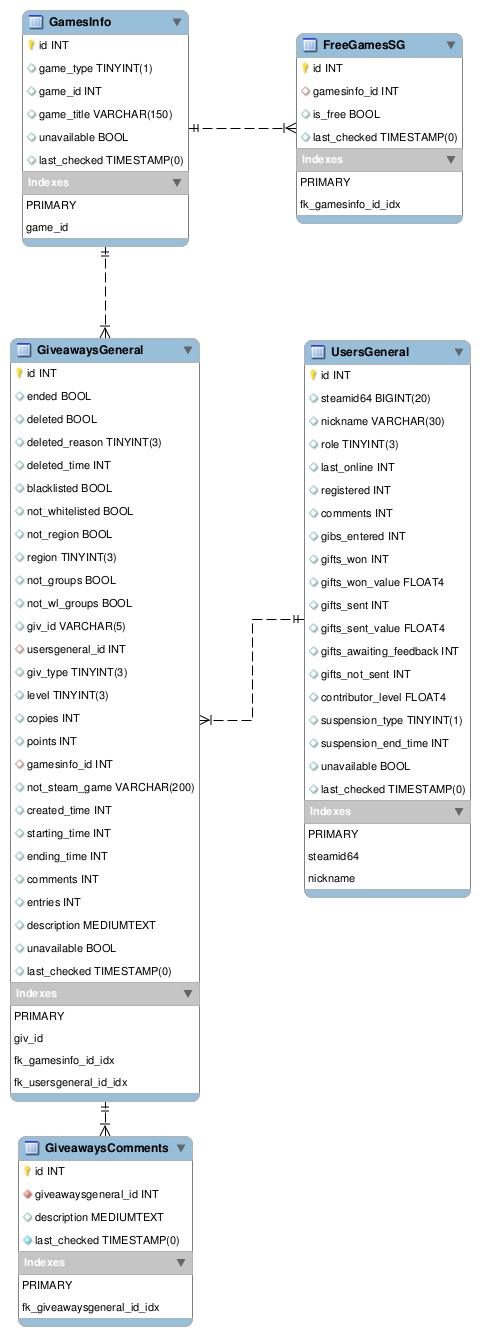 GamesInfo
id INT
game_type TINYINT(1)
game_id INT
game_title VARCHAR(150)
unavailable BOOL
last_checked TIMESTAMP(0)
Indexes
PRIMARY
game_id
FreeGamesSG
id INT
gamesinfo_id INT
is_free BOOL
last_checked TIMESTAMP(0)
Indexes
PRIMARY
fk_gamesinfo_id_idx
GiveawaysGeneral
id INT
ended BOOL
deleted BOOL
deleted_reason TINYINT(3)
deleted_time INT
blacklisted BOOL
not_whitelisted BOOL
not_region BOOL
region TINYINT(3)
not_groups BOOL
not_wl_groups BOOL
giv_id VARCHAR(5)
usersgeneral_id INT
giv_type TINYINT(3)
level TINYINT(3)
copies INT
points INT
gamesinfo_id INT
not_steam_game VARCHAR(200)
created_time INT
starting_time INT
ending_time INT
comments INT
entries INT
description MEDIUMTEXT
unavailable BOOL
last_checked TIMESTAMP(0)
Indexes
PRIMARY
giv_id
fk_gamesinfo_id_idx
fk_usersgeneral_id_idx
UsersGeneral
id INT
steamid64 BIGINT(20)
nickname VARCHAR(30)
role TINYINT(3)
last_online INT
registered INT
comments INT
gibs_entered INT
gifts_won INT
gifts_won_value FLOAT4
gifts_sent INT
gifts_sent_value FLOAT4
gifts_awaiting_feedback INT
gifts_not_sent INT
contributor_level FLOAT4
suspension_type TINYINT(1)
suspension_end_time INT
unavailable BOOL
last_checked TIMESTAMP(0)
Indexes
PRIMARY
steamid64
nickname
GiveawaysComments
id INT
giveawaysgeneral_id INT
description MEDIUMTEXT
last_checked TIMESTAMP(0)
Indexes
PRIMARY
fk_giveawaysgeneral_id_idx